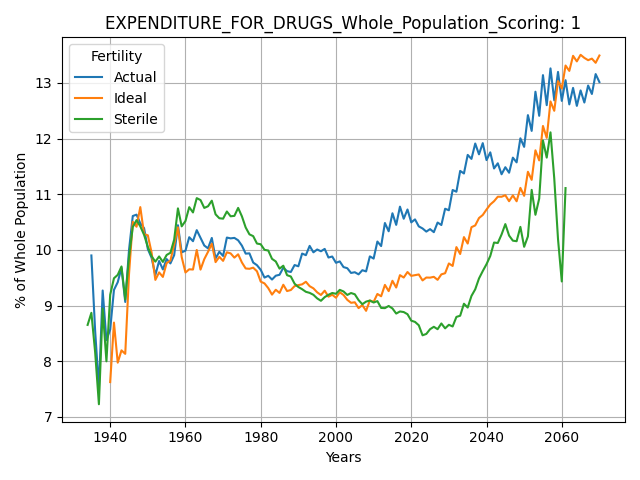 EXPENDITURE_FOR_DRUGS_Whole_Population_Scoring: 1
Fertility
Actual
Ideal
Sterile
% of Whole Population
13
12
11
10
9
8
7
1940
1960
1980
2000
2020
2040
2060
Years